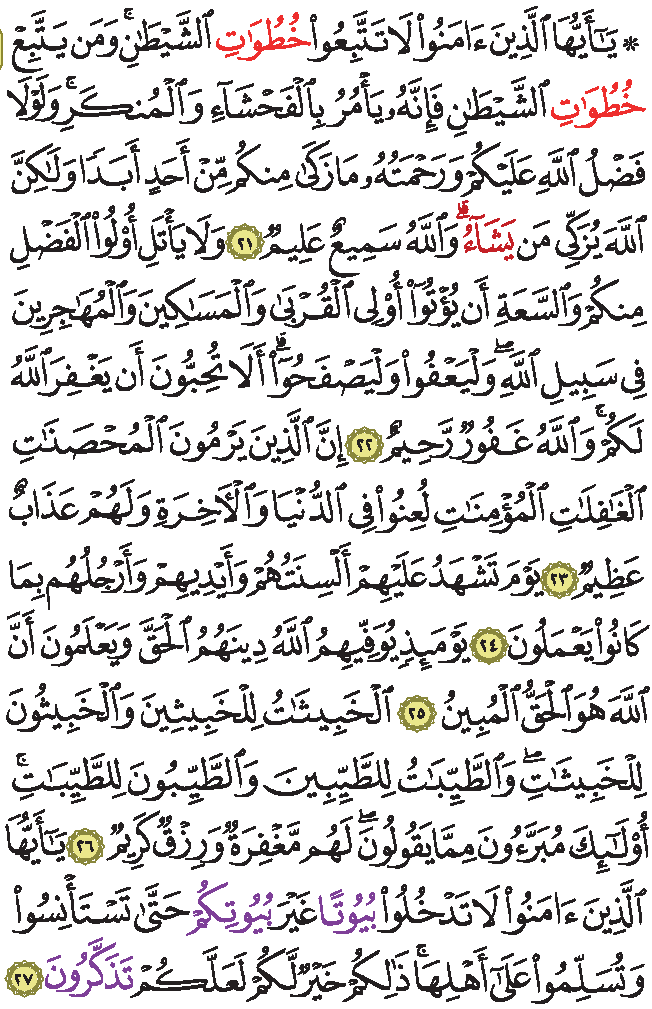 ۞ يَٰٓأَيُّهَا ٱلَّذِينَ ءَامَنُوا۟ لَا تَتَّبِعُوا۟ خُطُوَٰتِ ٱلشَّيْطَٰنِۚ وَمَن يَتَّبِعْ
خُطُوَٰتِ ٱلشَّيْطَٰنِ فَإِنَّهُۥ يَأْمُرُ بِٱلْفَحْشَآءِ وَٱلْمُنكَرِۚ وَلَوْلَا
فَضْلُ ٱللَّهِ عَلَيْكُمْ وَرَحْمَتُهُۥ مَا زَكَىٰ مِنكُم مِّنْ أَحَدٍ أَبَدًا وَلَٰكِنَّ
ٱللَّهَ يُزَكِّى مَن يَشَآءُۗ وَٱللَّهُ سَمِيعٌ عَلِيمٌ ٢١ وَلَا يَأْتَلِ أُو۟لُوا۟ ٱلْفَضْلِ
مِنكُمْ وَٱلسَّعَةِ أَن يُؤْتُوٓا۟ أُو۟لِى ٱلْقُرْبَىٰ وَٱلْمَسَٰكِينَ وَٱلْمُهَٰجِرِينَ
فِى سَبِيلِ ٱللَّهِۖ وَلْيَعْفُوا۟ وَلْيَصْفَحُوٓا۟ۗ أَلَا تُحِبُّونَ أَن يَغْفِرَ ٱللَّهُ
لَكُمْۚ وَٱللَّهُ غَفُورٌ رَّحِيمٌ ٢٢ إِنَّ ٱلَّذِينَ يَرْمُونَ ٱلْمُحْصَنَٰتِ
ٱلْغَٰفِلَٰتِ ٱلْمُؤْمِنَٰتِ لُعِنُوا۟ فِى ٱلدُّنْيَا وَٱلْءَاخِرَةِ وَلَهُمْ عَذَابٌ
عَظِيمٌ ٢٣ يَوْمَ تَشْهَدُ عَلَيْهِمْ أَلْسِنَتُهُمْ وَأَيْدِيهِمْ وَأَرْجُلُهُم بِمَا
كَانُوا۟ يَعْمَلُونَ ٢٤ يَوْمَئِذٍ يُوَفِّيهِمُ ٱللَّهُ دِينَهُمُ ٱلْحَقَّ وَيَعْلَمُونَ أَنَّ
ٱللَّهَ هُوَ ٱلْحَقُّ ٱلْمُبِينُ ٢٥ ٱلْخَبِيثَٰتُ لِلْخَبِيثِينَ وَٱلْخَبِيثُونَ
لِلْخَبِيثَٰتِۖ وَٱلطَّيِّبَٰتُ لِلطَّيِّبِينَ وَٱلطَّيِّبُونَ لِلطَّيِّبَٰتِۚ
أُو۟لَٰٓئِكَ مُبَرَّءُونَ مِمَّا يَقُولُونَۖ لَهُم مَّغْفِرَةٌ وَرِزْقٌ كَرِيمٌ ٢٦ يَٰٓأَيُّهَا
ٱلَّذِينَ ءَامَنُوا۟ لَا تَدْخُلُوا۟ بُيُوتًا غَيْرَ بُيُوتِكُمْ حَتَّىٰ تَسْتَأْنِسُوا۟
وَتُسَلِّمُوا۟ عَلَىٰٓ أَهْلِهَاۚ ذَٰلِكُمْ خَيْرٌ لَّكُمْ لَعَلَّكُمْ تَذَكَّرُونَ ٢٧